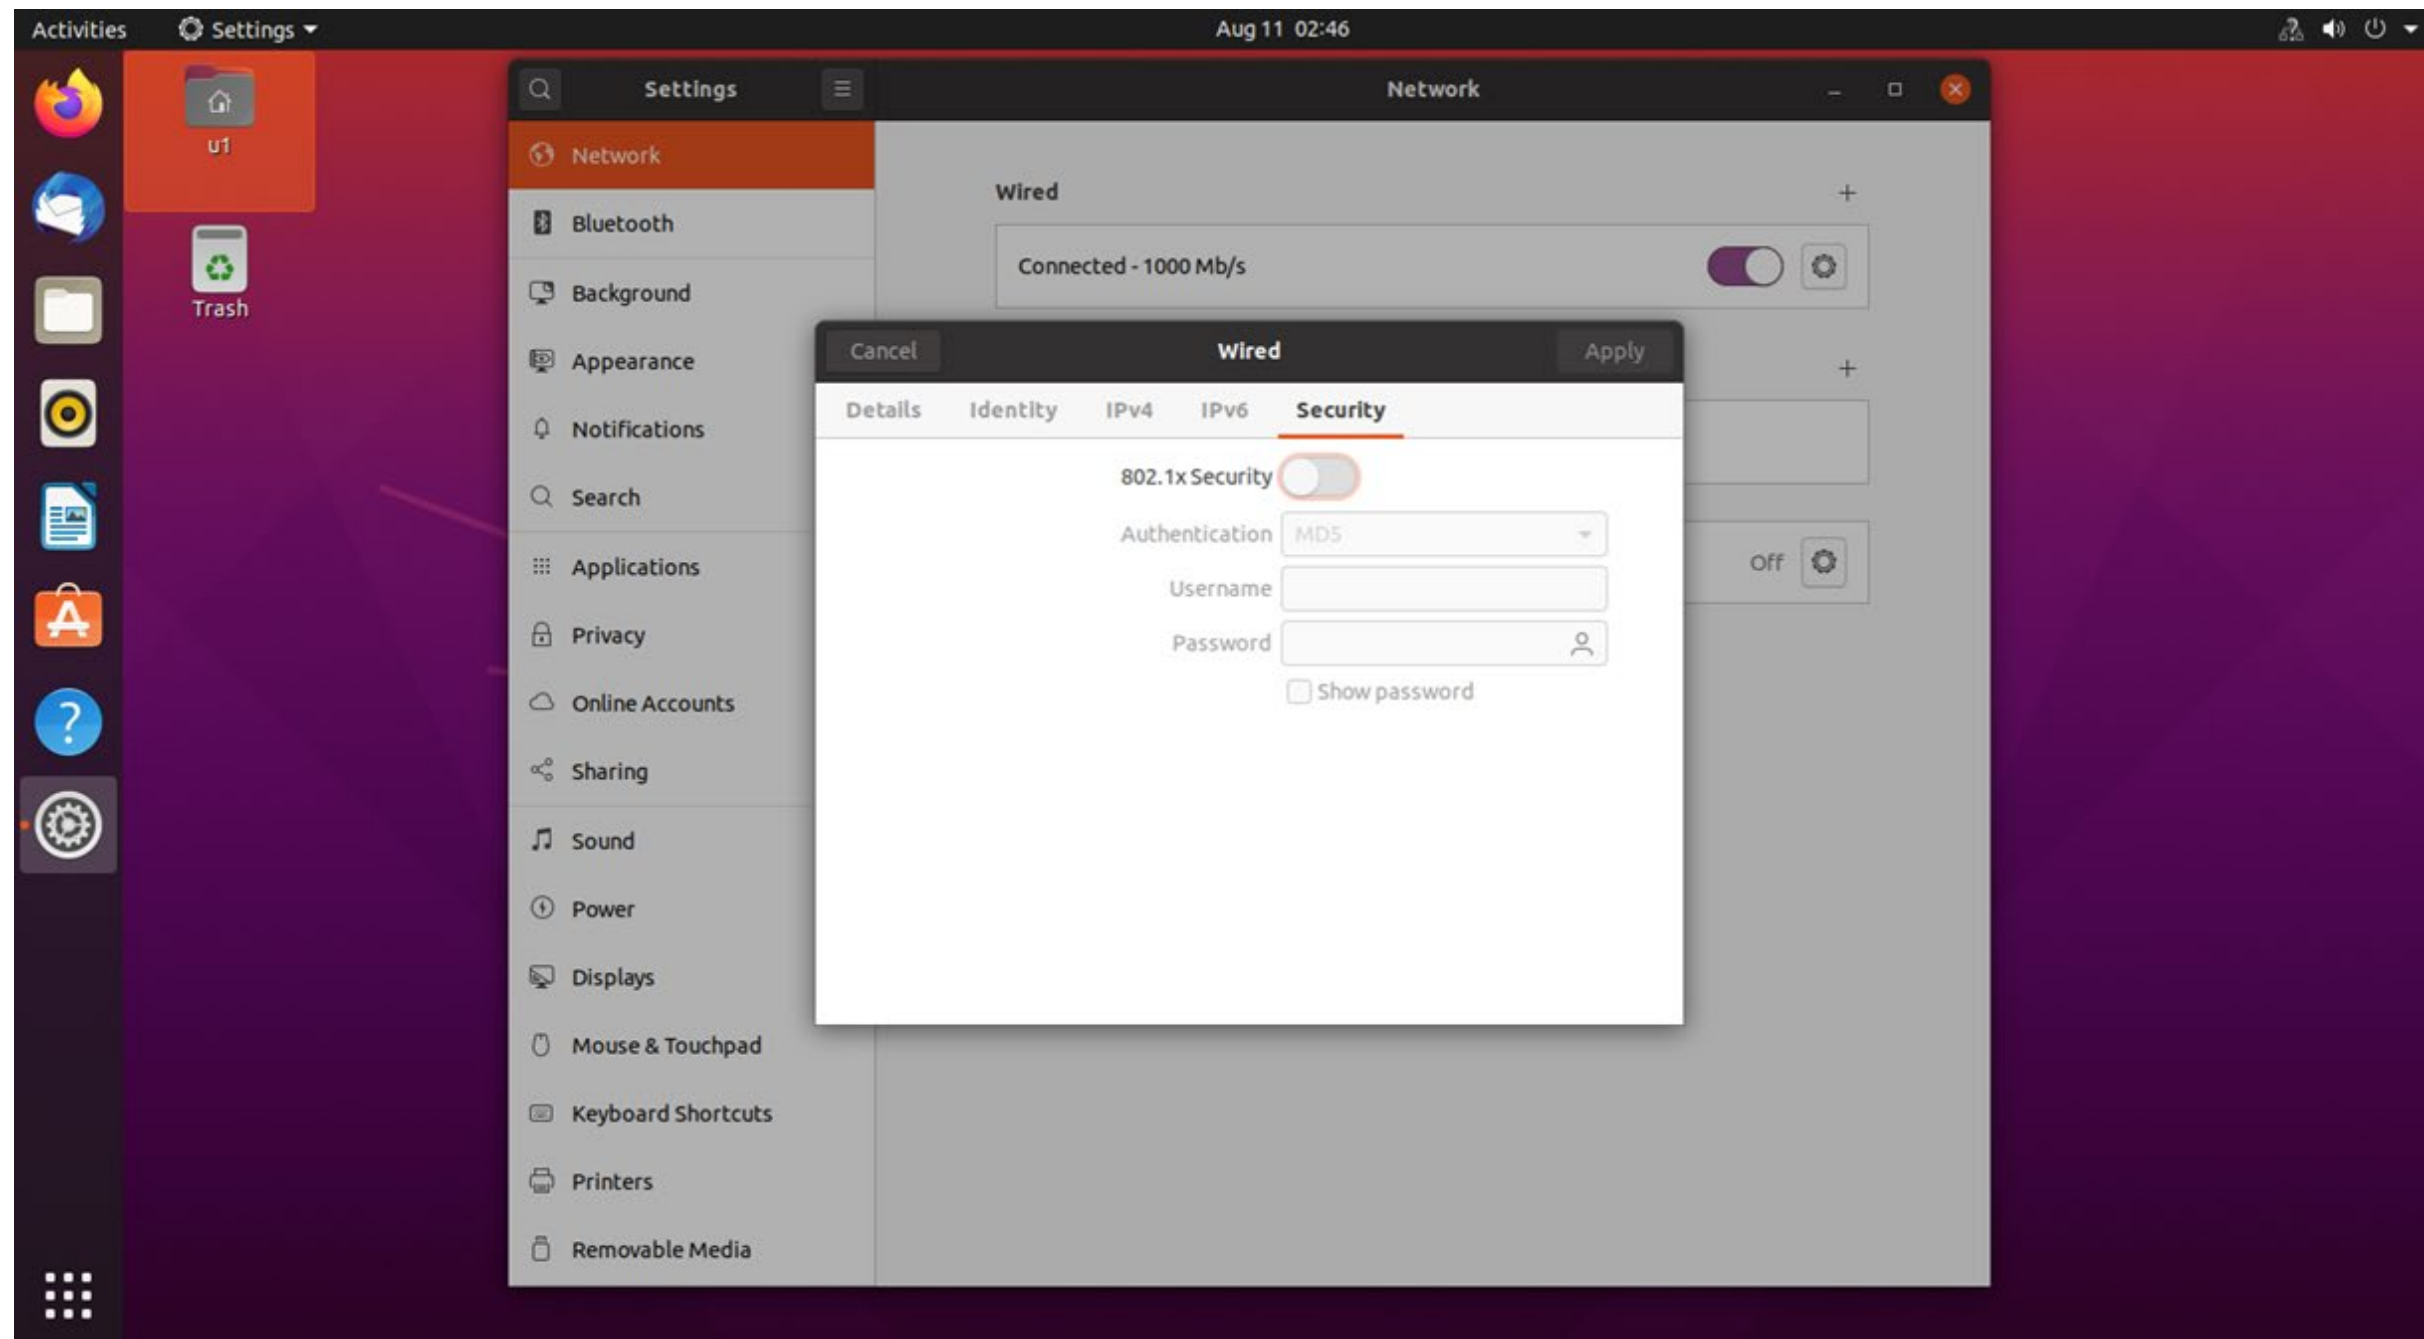 Activities
Settings
Aug 11 02:46
u1
Trash
Settings
Network
Network
Bluetooth
Background
Appearance
Notifications
Search
Applications
Privacy
Online Accounts
Sharing
Sound
Power
Displays
Mouse & Touchpad
Keyboard Shortcuts
Printers
Removable Media
Wired
Connected - 1000 Mb/s
Off
Cancel
Wired
Apply
Details
Identity
IPv4
IPv6
Security
802.1x Security
Authentication
MD5
Username
Password
Show password